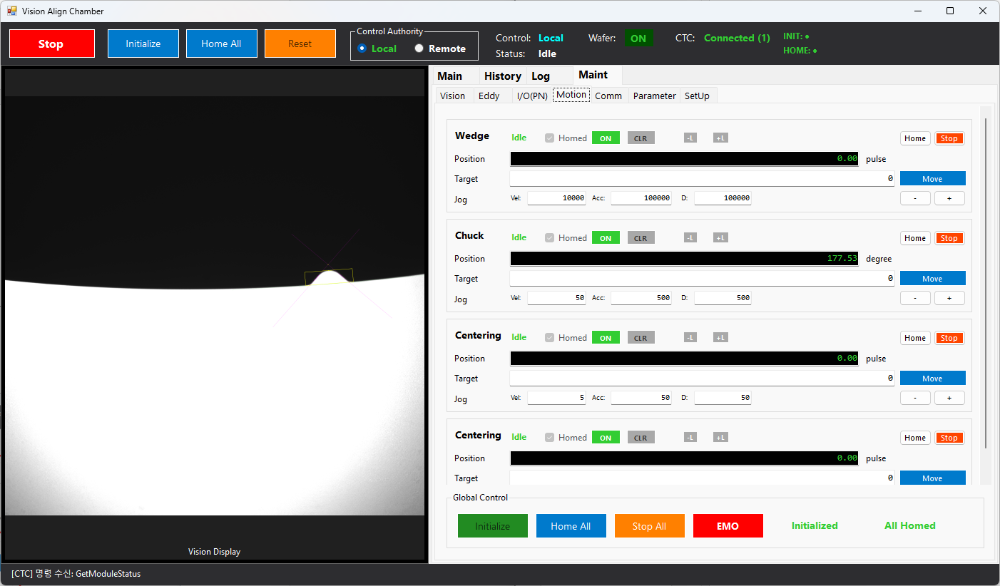 Vision Align Chamber
Stop Initialize Home All Reset
Control Authority
Local Remote
Control: Local Wafer: ON CTC: Connected (1) INIT: ●
Status: Idle HOME: ●
Main History Log Maint
Vision Eddy I/O(PN) Motion Comm Parameter SetUp
Wedge Idle Homed ON CLR -L +L Home Stop
Position 0.00 pulse
Target 0 Move
Jog Vel: 10000 Acc: 100000 D: 100000 - +
Chuck Idle Homed ON CLR -L +L Home Stop
Position 177.53 degree
Target 0 Move
Jog Vel: 50 Acc: 500 D: 500 - +
Centering Idle Homed ON CLR -L +L Home Stop
Position 0.00 pulse
Target 0 Move
Jog Vel: 5 Acc: 50 D: 50 - +
Centering Idle Homed ON CLR -L +L Home Stop
Position 0.00 pulse
Target 0 Move
Global Control
Initialize Home All Stop All EMO Initialized All Homed
Vision Display
[CTC] 명령 수신: GetModuleStatus